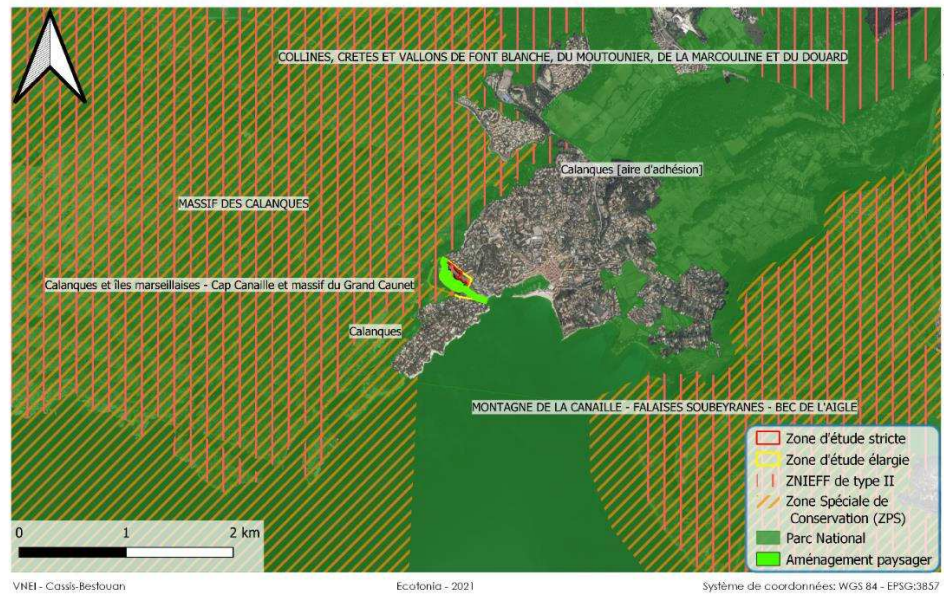 COLLINES, CRETES ET VALLONS DE FONT BLANCHE, DU MOUTOUNIER, DE LA MARCOULINE ET DU DOUARD
Calanques [aire d'adhésion]
MASSIF DES CALANQUES
Calanques et îles marseillaises - Cap Canaille et massif du Grand Caunet
Calanques
MONTAGNE DE LA CANAILLE - FALAISES SOUBEYRANES - BEC DE L'AIGLE
Zone d'étude stricte
Zone d'étude élargie
ZNIEFF de type II
Zone Spéciale de
Conservation (ZPS)
Parc National
Aménagement paysager
0 1 2 km
VNEI - Cassis-Bestouan Ecotonia - 2021 Système de coordonnées: WGS 84 - EPSG:3857